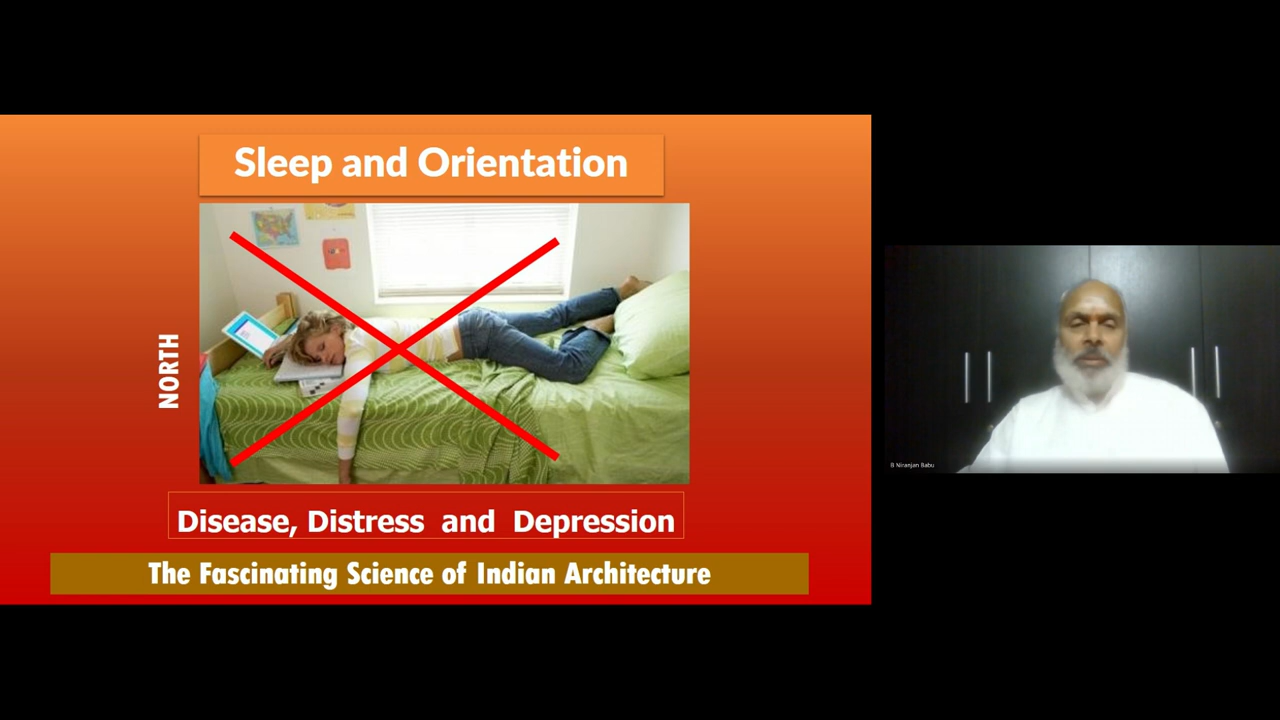 Sleep and Orientation
NORTH
Disease, Distress and Depression
The Fascinating Science of Indian Architecture
B Niranjan Babu